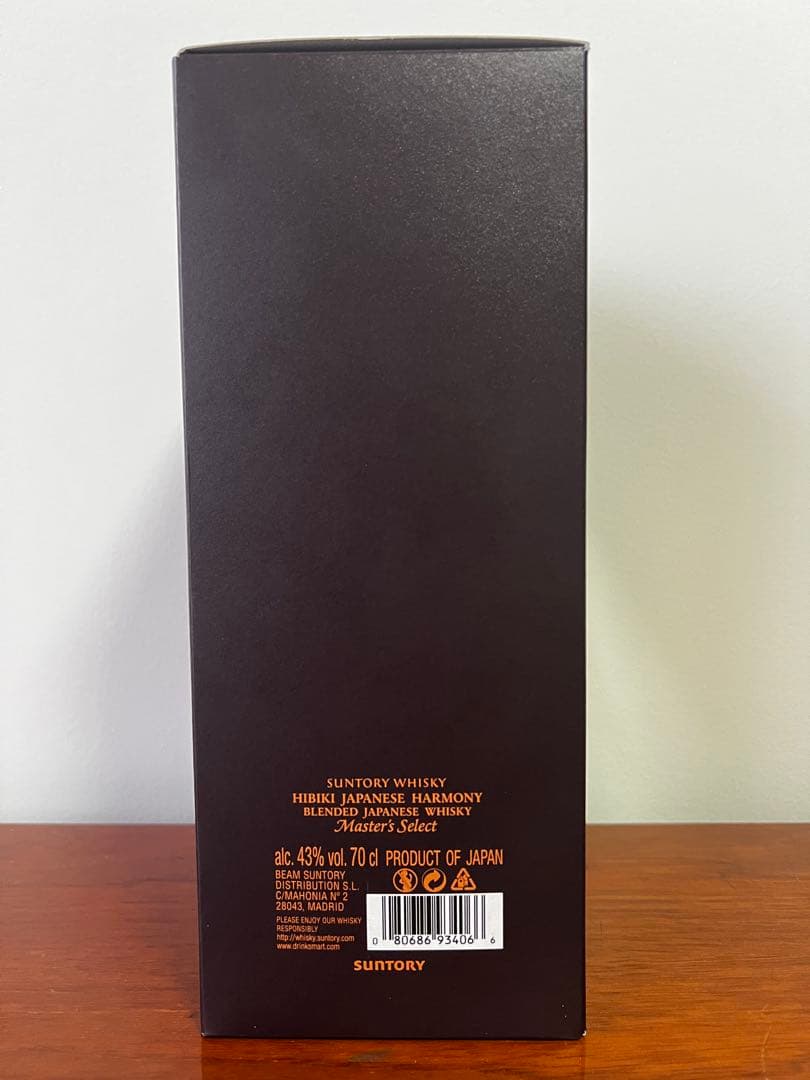 SUNTORY WHISKY
HIBIKI JAPANESE HARMONY
BLENDED JAPANESE WHISKY
Master's Select
alc. 43% vol. 70 cl PRODUCT OF JAPAN
BEAM SUNTORY
DISTRIBUTION S.L.
C/MAHONIA N° 2
28043, MADRID
PLEASE ENJOY OUR WHISKY
RESPONSIBLY
http://whisky.suntory.com
www.drinksmart.com
0 80686 93406 6
SUNTORY